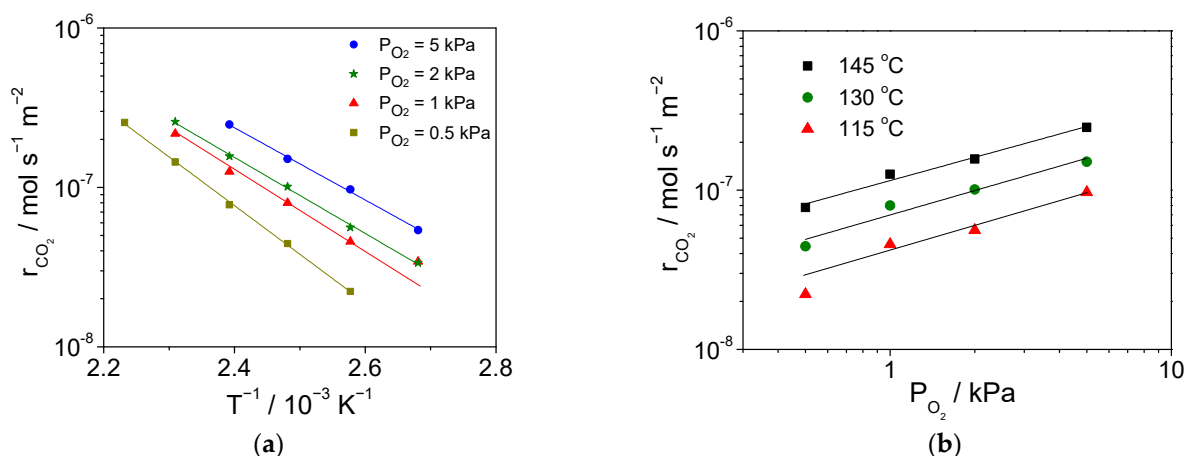 10⁻⁶
10⁻⁷
10⁻⁸
r_CO₂ / mol s⁻¹ m⁻²
P_O₂ = 5 kPa
P_O₂ = 2 kPa
P_O₂ = 1 kPa
P_O₂ = 0.5 kPa
2.2 2.4 2.6 2.8
T⁻¹ / 10⁻³ K⁻¹
(a)
10⁻⁶
10⁻⁷
10⁻⁸
r_CO₂ / mol s⁻¹ m⁻²
145 °C
130 °C
115 °C
1 10
P_O₂ / kPa
(b)